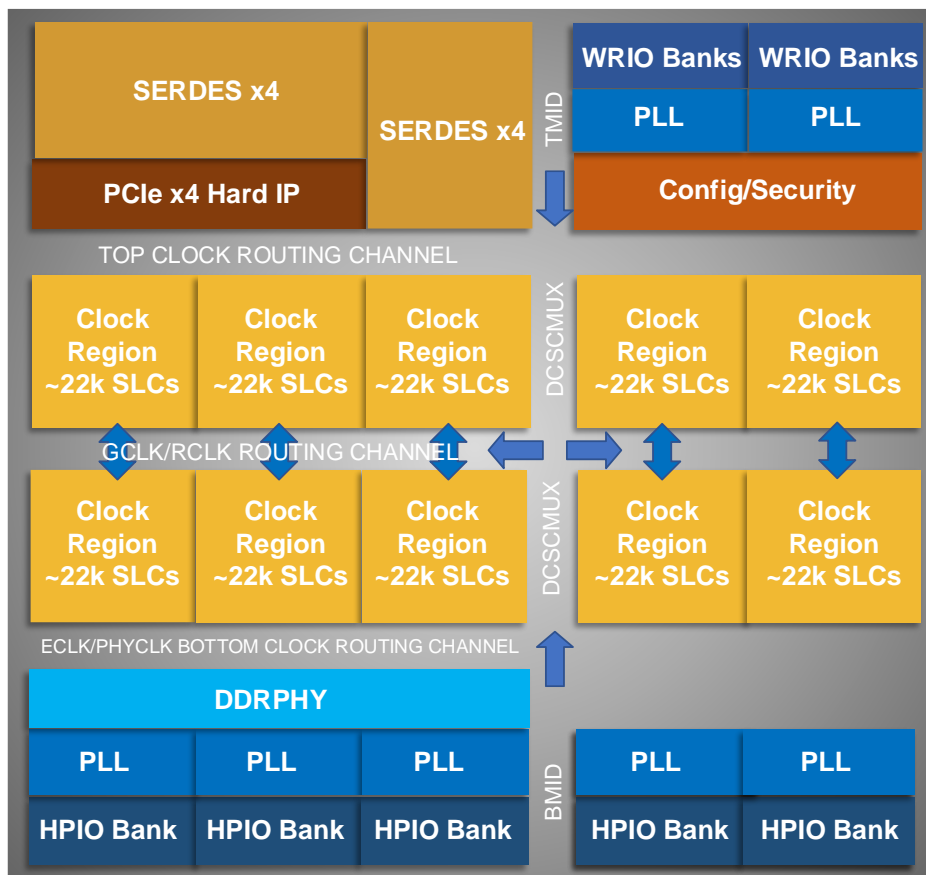 SERDES x4
SERDES x4
PCIe x4 Hard IP
TMID
WRIO Banks
WRIO Banks
PLL
PLL
Config/Security
TOP CLOCK ROUTING CHANNEL
Clock
Region
~22k SLCs
Clock
Region
~22k SLCs
Clock
Region
~22k SLCs
DCSCMUX
Clock
Region
~22k SLCs
Clock
Region
~22k SLCs
GCLK/RCLK ROUTING CHANNEL
Clock
Region
~22k SLCs
Clock
Region
~22k SLCs
Clock
Region
~22k SLCs
DCSCMUX
Clock
Region
~22k SLCs
Clock
Region
~22k SLCs
ECLK/PHYCLK BOTTOM CLOCK ROUTING CHANNEL
DDRPHY
PLL
PLL
PLL
BMID
PLL
PLL
HPIO Bank
HPIO Bank
HPIO Bank
HPIO Bank
HPIO Bank